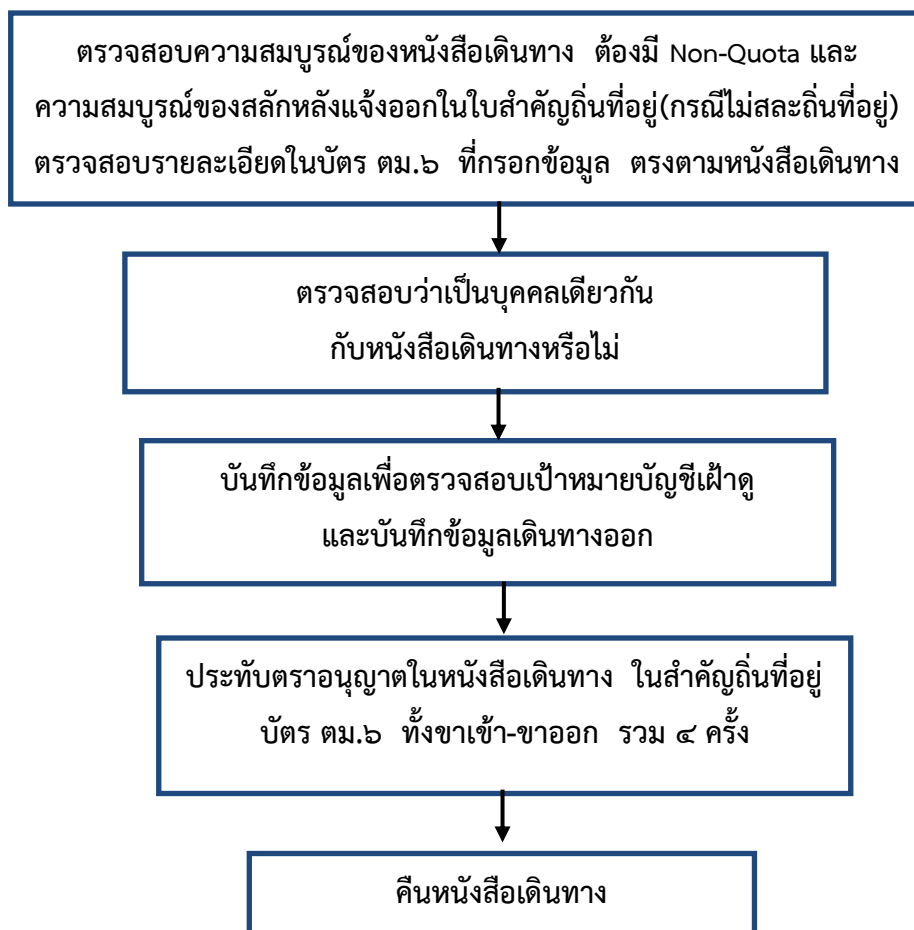 ตรวจสอบความสมบูรณ์ของหนังสือเดินทาง ต้องมี Non-Quota และ
ความสมบูรณ์ของสลักหลังแจ้งออกในใบสำคัญถิ่นที่อยู่(กรณีไม่สละถิ่นที่อยู่)
ตรวจสอบรายละเอียดในบัตร ตม.๖ ที่กรอกข้อมูล ตรงตามหนังสือเดินทาง
ตรวจสอบว่าเป็นบุคคลเดียวกัน
กับหนังสือเดินทางหรือไม่
บันทึกข้อมูลเพื่อตรวจสอบเป้าหมายบัญชีเฝ้าดู
และบันทึกข้อมูลเดินทางออก
ประทับตราอนุญาตในหนังสือเดินทาง ในสำคัญถิ่นที่อยู่
บัตร ตม.๖ ทั้งขาเข้า-ขาออก รวม ๔ ครั้ง
คืนหนังสือเดินทาง